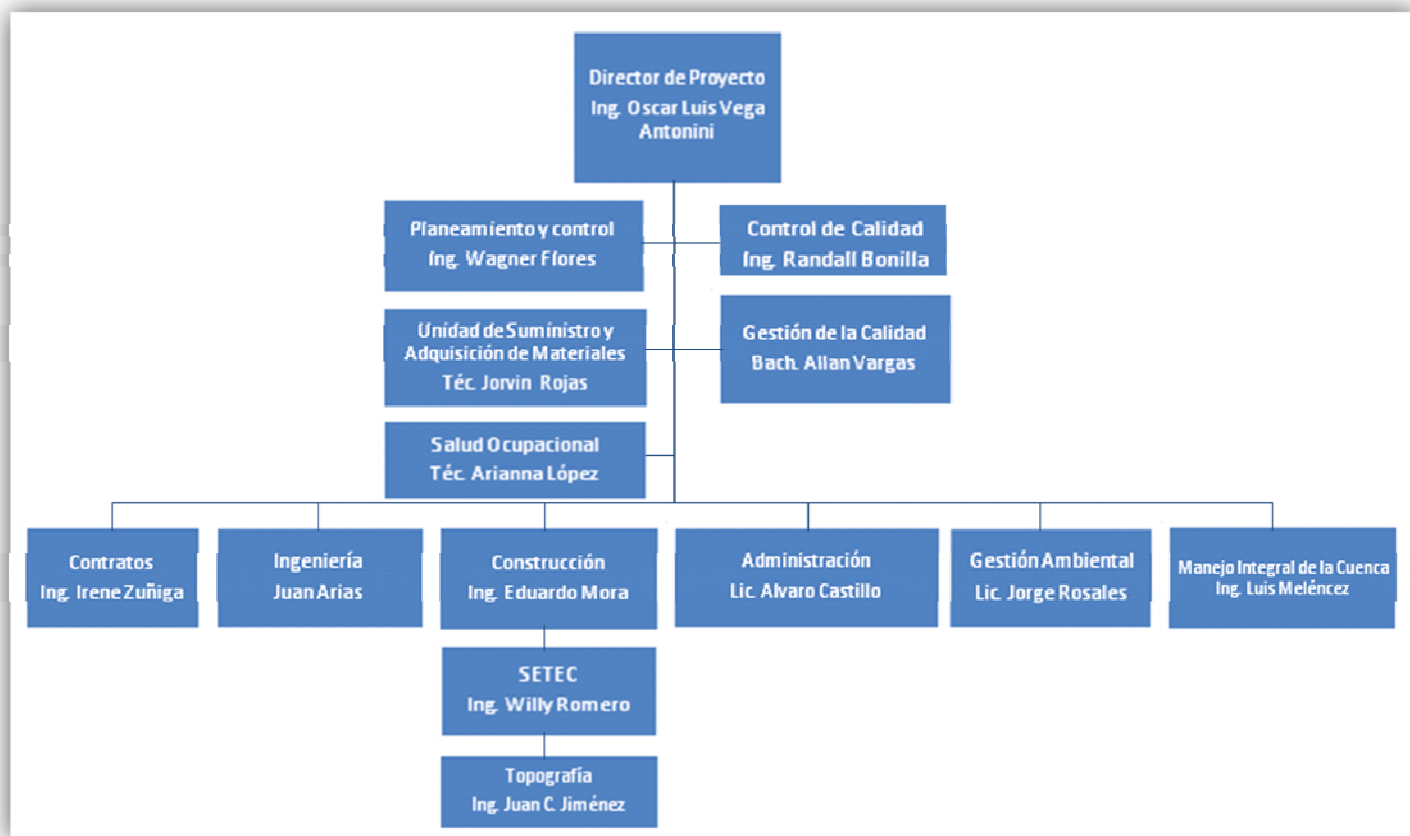 Director de Proyecto
Ing. Oscar Luis Vega
Antonini
Planeamiento y control
Ing. Wagner Flores
Control de Calidad
Ing. Randall Bonilla
Unidad de Suministro y
Adquisición de Materiales
Téc. Jorvin Rojas
Gestión de la Calidad
Bach. Allan Vargas
Salud Ocupacional
Téc. Arianna López
Contratos
Ing. Irene Zuñiga
Ingeniería
Juan Arias
Construcción
Ing. Eduardo Mora
Administración
Lic. Alvaro Castillo
Gestión Ambiental
Lic. Jorge Rosales
Manejo Integral de la Cuenca
Ing. Luis Meléncez
SETEC
Ing. Willy Romero
Topografía
Ing. Juan C. Jiménez